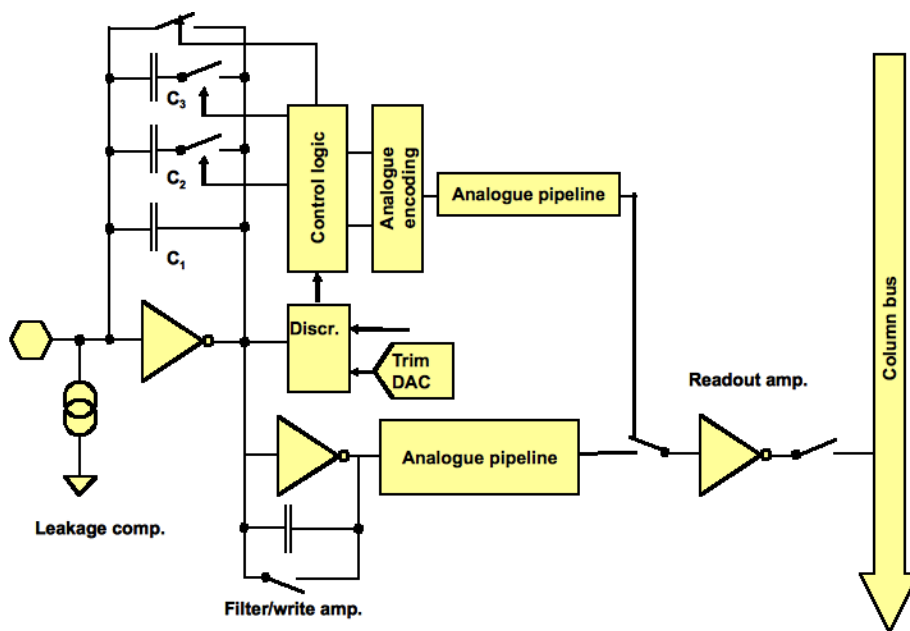 C3
C2
C1
Control logic
Analogue
encoding
Analogue pipeline
Column bus
Discr.
Trim
DAC
Readout amp.
Analogue pipeline
Leakage comp.
Filter/write amp.